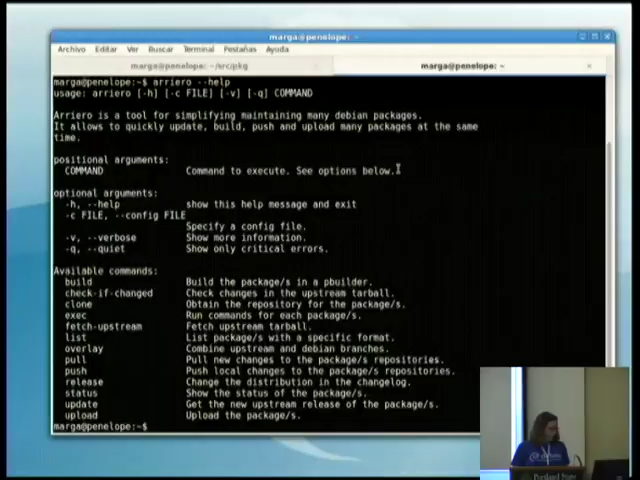 marga@penelope: ~
Archivo Editar Ver Buscar Terminal Pestañas Ayuda
marga@penelope: ~/src/pkg
marga@penelope: ~
marga@penelope:~$ arriero --help
usage: arriero [-h] [-c FILE] [-v] [-q] COMMAND
Arriero is a tool for simplifying maintaining many debian packages.
It allows to quickly update, build, push and upload many packages at the same
time.
positional arguments:
COMMAND Command to execute. See options below.
optional arguments:
-h, --help show this help message and exit
-c FILE, --config FILE
Specify a config file.
-v, --verbose Show more information.
-q, --quiet Show only critical errors.
Available commands:
build Build the package/s in a pbuilder.
check-if-changed Check changes in the upstream tarball.
clone Obtain the repository for the package/s.
exec Run commands for each package/s.
fetch-upstream Fetch upstream tarball.
list List package/s with a specific format.
overlay Combine upstream and debian branches.
pull Pull new changes to the package/s repositories.
push Push local changes to the package/s repositories.
release Change the distribution in the changelog.
status Show the status of the package/s.
update Get the new upstream release of the package/s.
upload Upload the package/s.
marga@penelope:~$